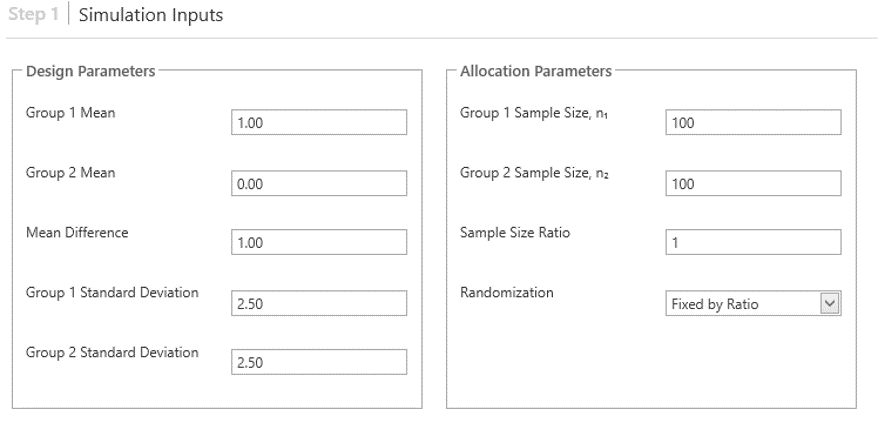 Step 1 | Simulation Inputs
Design Parameters
Group 1 Mean 1.00
Group 2 Mean 0.00
Mean Difference 1.00
Group 1 Standard Deviation 2.50
Group 2 Standard Deviation 2.50
Allocation Parameters
Group 1 Sample Size, n₁ 100
Group 2 Sample Size, n₂ 100
Sample Size Ratio 1
Randomization Fixed by Ratio